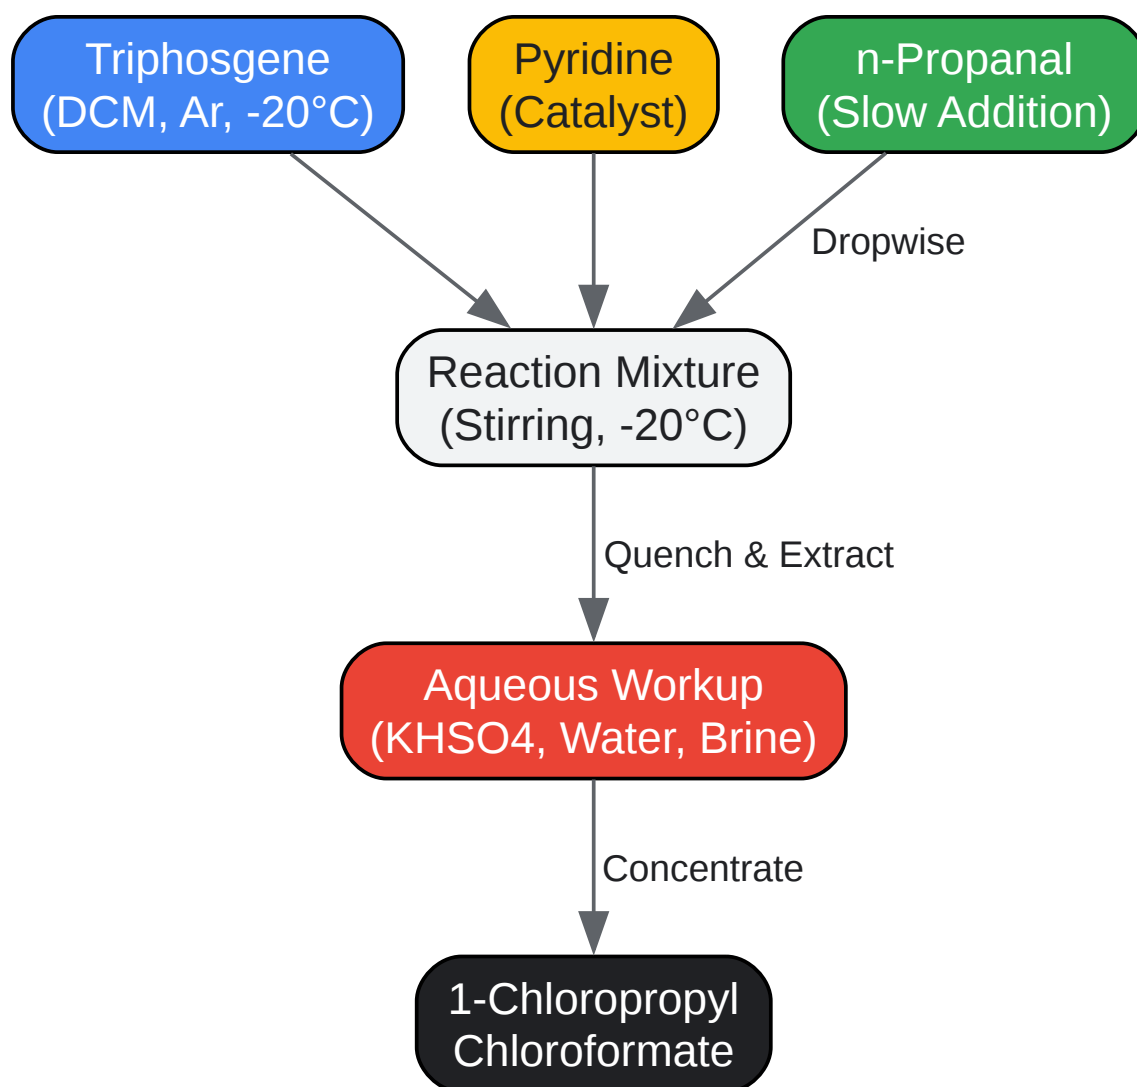 Triphosgene
(DCM, Ar, -20°C)
Pyridine
(Catalyst)
n-Propanal
(Slow Addition)
Dropwise
Reaction Mixture
(Stirring, -20°C)
Quench & Extract
Aqueous Workup
(KHSO4, Water, Brine)
Concentrate
1-Chloropropyl
Chloroformate